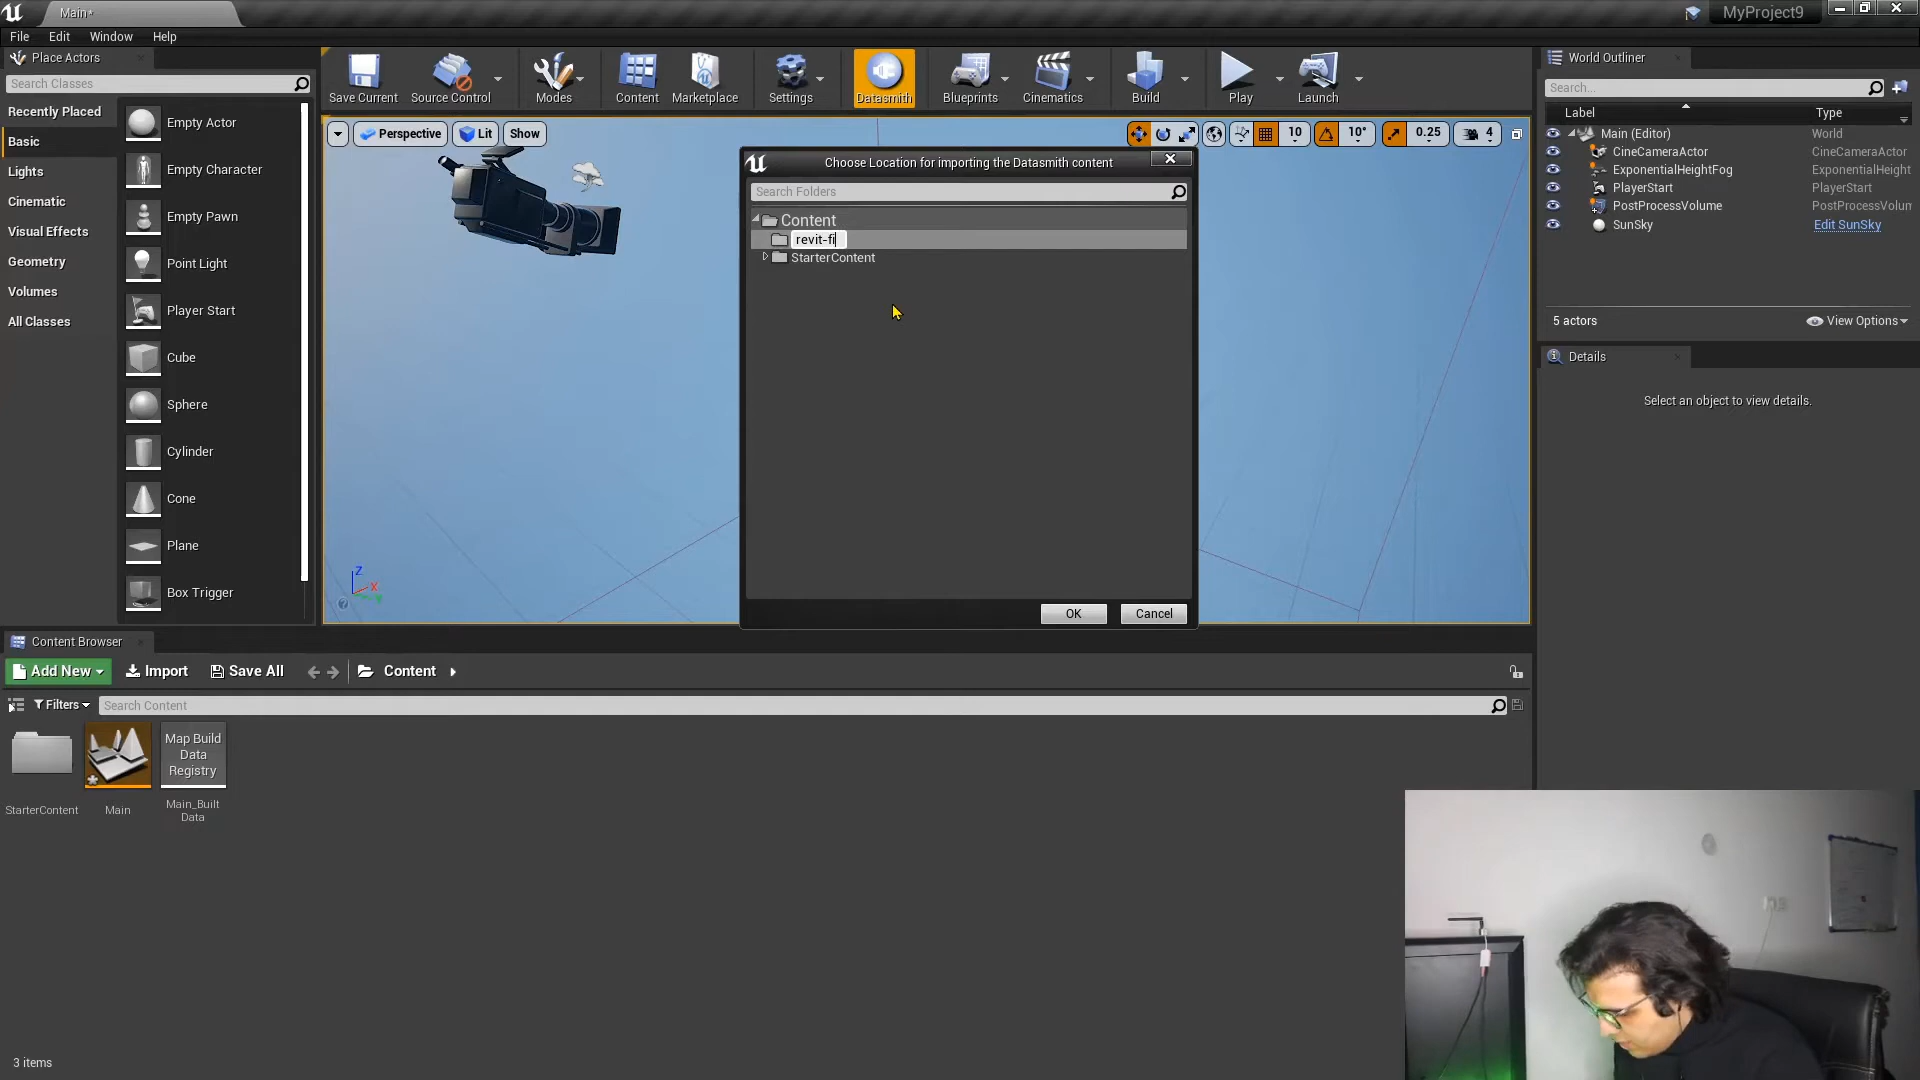 Main*
MyProject9
File Edit Window Help
Place Actors
Search Classes
Recently Placed
Basic
Lights
Cinematic
Visual Effects
Geometry
Volumes
All Classes
Empty Actor
Empty Character
Empty Pawn
Point Light
Player Start
Cube
Sphere
Cylinder
Cone
Plane
Box Trigger
Save Current
Source Control
Modes
Content
Marketplace
Settings
Datasmith
Blueprints
Cinematics
Build
Play
Launch
Perspective
Lit
Show
10
10°
0.25
4
Choose Location for importing the Datasmith content
Search Folders
Content
revit-fi
StarterContent
OK
Cancel
Z
X
World Outliner
Search...
Label Type
Main (Editor) World
CineCameraActor CineCameraActor
ExponentialHeightFog ExponentialHeight
PlayerStart PlayerStart
PostProcessVolume PostProcessVolum
SunSky Edit SunSky
5 actors
View Options
Details
Select an object to view details.
Content Browser
Add New
Import
Save All
Content
Filters
Search Content
Map Build
Data
Registry
StarterContent
Main
Main_Built
Data
3 items